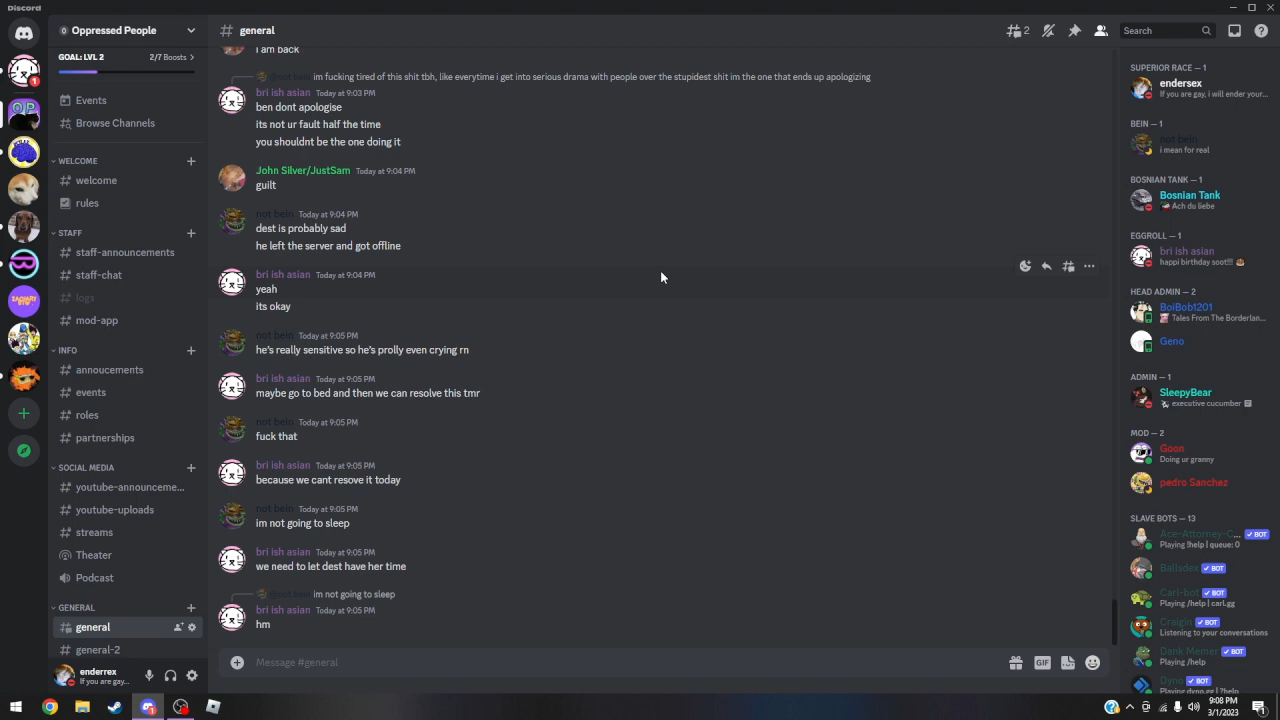 Discord
Oppressed People
GOAL: LVL 2
2/7 Boosts
Events
Browse Channels
WELCOME
welcome
rules
STAFF
staff-announcements
staff-chat
logs
mod-app
INFO
annoucements
events
roles
partnerships
SOCIAL MEDIA
youtube-announceme...
youtube-uploads
streams
Theater
Podcast
GENERAL
general
general-2
enderrex
If you are gay...
general
2
Search
I am back
@not bein im fucking tired of this shit tbh, like everytime i get into serious drama with people over the stupidest shit im the one that ends up apologizing
bri ish asian Today at 9:03 PM
ben dont apologise
its not ur fault half the time
you shouldnt be the one doing it
John Silver/JustSam Today at 9:04 PM
guilt
not bein Today at 9:04 PM
dest is probably sad
he left the server and got offline
bri ish asian Today at 9:04 PM
yeah
its okay
not bein Today at 9:05 PM
he's really sensitive so he's prolly even crying rn
bri ish asian Today at 9:05 PM
maybe go to bed and then we can resolve this tmr
not bein Today at 9:05 PM
fuck that
bri ish asian Today at 9:05 PM
because we cant resove it today
not bein Today at 9:05 PM
im not going to sleep
bri ish asian Today at 9:05 PM
we need to let dest have her time
@not bein im not going to sleep
bri ish asian Today at 9:05 PM
hm
Message #general
GIF
SUPERIOR RACE — 1
endersex
If you are gay, i will ender your...
BEIN — 1
not bein
i mean for real
BOSNIAN TANK — 1
Bosnian Tank
Ach du liebe
EGGROLL — 1
bri ish asian
happi birthday scot!!!
HEAD ADMIN — 2
BoiBob1201
Tales From The Borderlan...
Geno
ADMIN — 1
SleepyBear
executive cucumber
MOD — 2
Goon
Doing ur granny
pedro Sanchez
SLAVE BOTS — 13
Ace-Attorney-C... BOT
Playing !help | queue: 0
Ballsdex BOT
Carl-bot BOT
Playing /help | carl.gg
Craigin BOT
Listening to your conversations
Dank Memer BOT
Playing /help
Dyno BOT
Playing dyno.gg | ?help
9:08 PM
3/1/2023